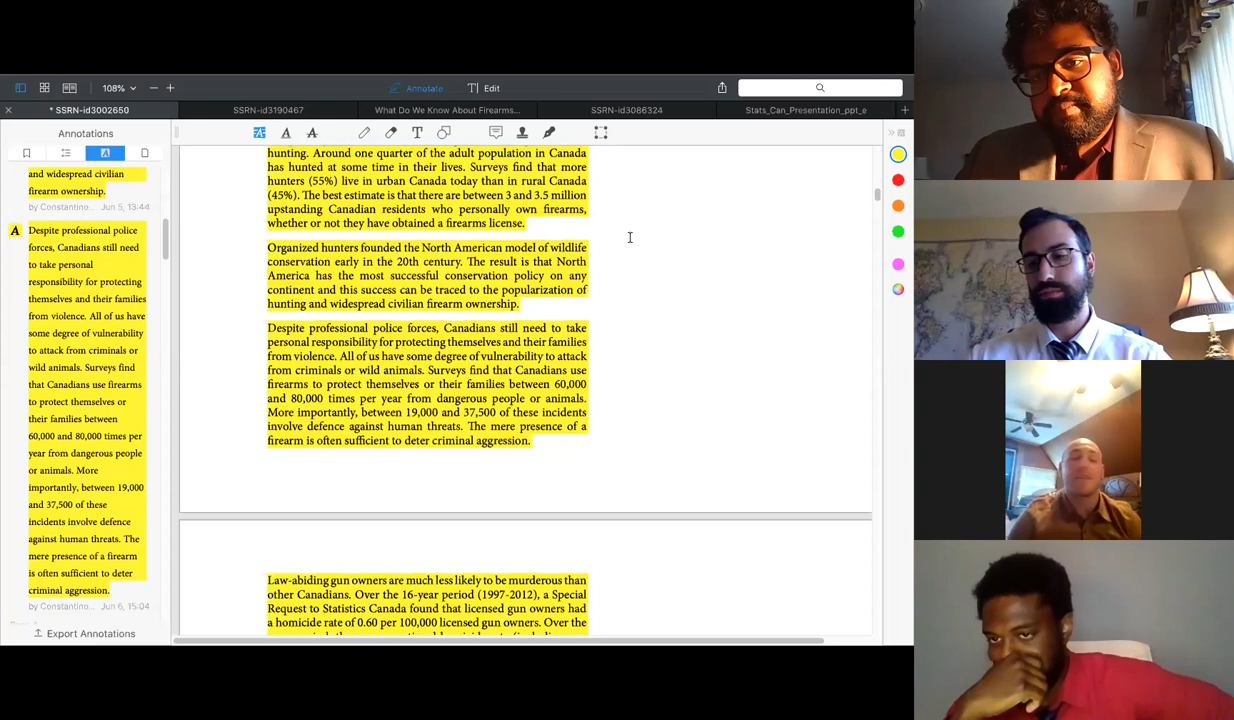 108%
Annotate
Edit
* SSRN-id3002650
SSRN-id3190467
What Do We Know About Firearms...
SSRN-id3086324
Stats_Can_Presentation_ppt_e
Annotations
and widespread civilian
firearm ownership.
by Constantino... Jun 5, 13:44
A
Despite professional police
forces, Canadians still need
to take personal
responsibility for protecting
themselves and their families
from violence. All of us have
some degree of vulnerability
to attack from criminals or
wild animals. Surveys find
that Canadians use firearms
to protect themselves or
their families between
60,000 and 80,000 times per
year from dangerous people
or animals. More
importantly, between 19,000
and 37,500 of these
incidents involve defence
against human threats. The
mere presence of a firearm
is often sufficient to deter
criminal aggression.
by Constantino... Jun 6, 15:04
Export Annotations
hunting. Around one quarter of the adult population in Canada
has hunted at some time in their lives. Surveys find that more
hunters (55%) live in urban Canada today than in rural Canada
(45%). The best estimate is that there are between 3 and 3.5 million
upstanding Canadian residents who personally own firearms,
whether or not they have obtained a firearms license.
Organized hunters founded the North American model of wildlife
conservation early in the 20th century. The result is that North
America has the most successful conservation policy on any
continent and this success can be traced to the popularization of
hunting and widespread civilian firearm ownership.
Despite professional police forces, Canadians still need to take
personal responsibility for protecting themselves and their families
from violence. All of us have some degree of vulnerability to attack
from criminals or wild animals. Surveys find that Canadians use
firearms to protect themselves or their families between 60,000
and 80,000 times per year from dangerous people or animals.
More importantly, between 19,000 and 37,500 of these incidents
involve defence against human threats. The mere presence of a
firearm is often sufficient to deter criminal aggression.
Law-abiding gun owners are much less likely to be murderous than
other Canadians. Over the 16-year period (1997-2012), a Special
Request to Statistics Canada found that licensed gun owners had
a homicide rate of 0.60 per 100,000 licensed gun owners. Over the